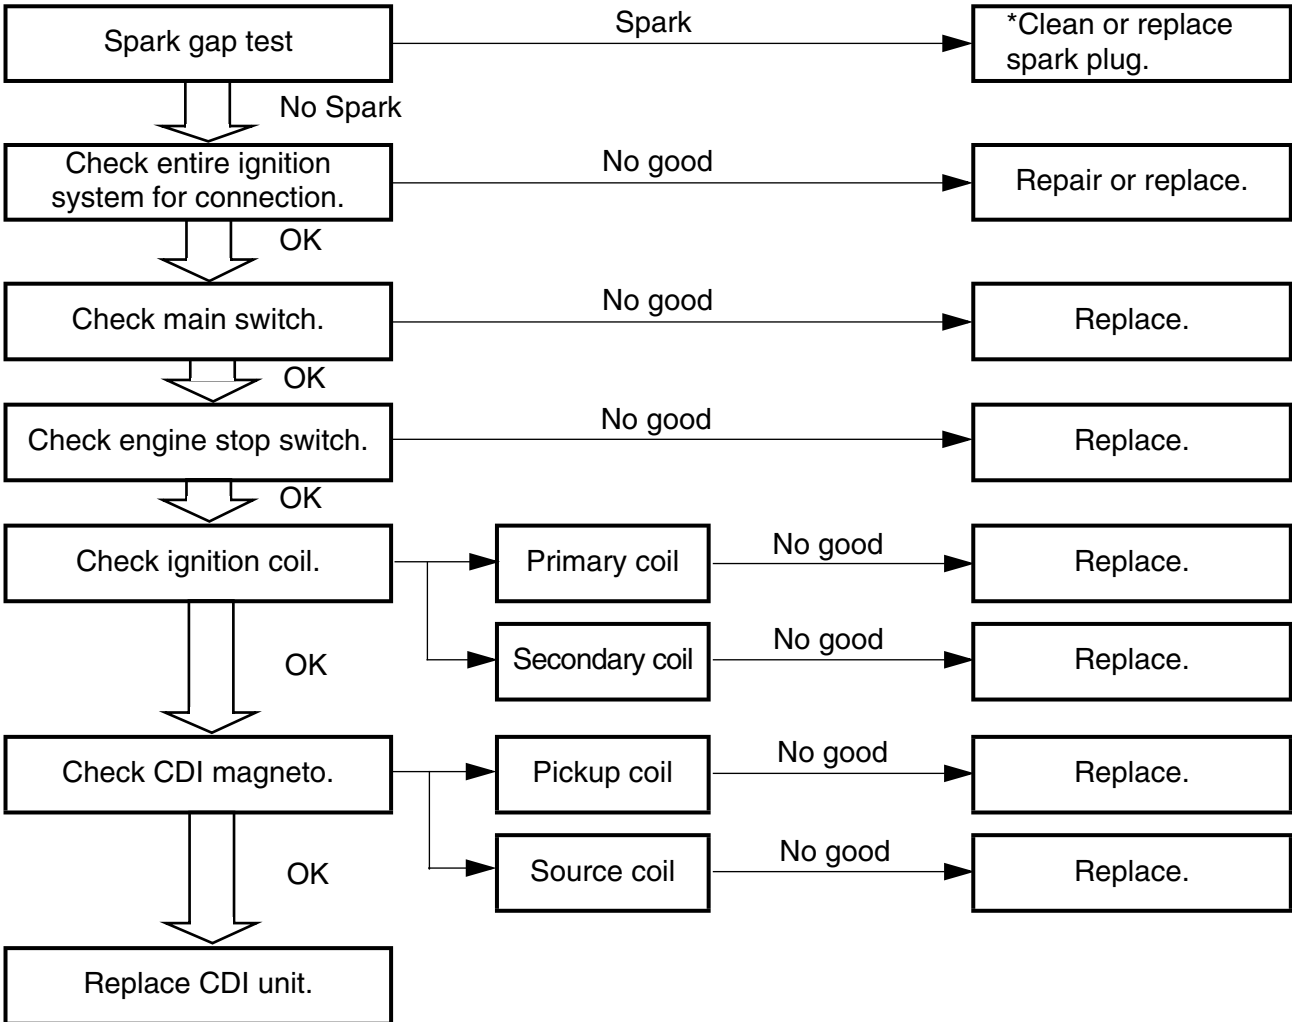 Spark gap test
Spark
*Clean or replace
spark plug.
No Spark
Check entire ignition
system for connection.
No good
Repair or replace.
OK
Check main switch.
No good
Replace.
OK
Check engine stop switch.
No good
Replace.
OK
Check ignition coil.
Primary coil
No good
Replace.
Secondary coil
No good
Replace.
OK
Check CDI magneto.
Pickup coil
No good
Replace.
Source coil
No good
Replace.
OK
Replace CDI unit.